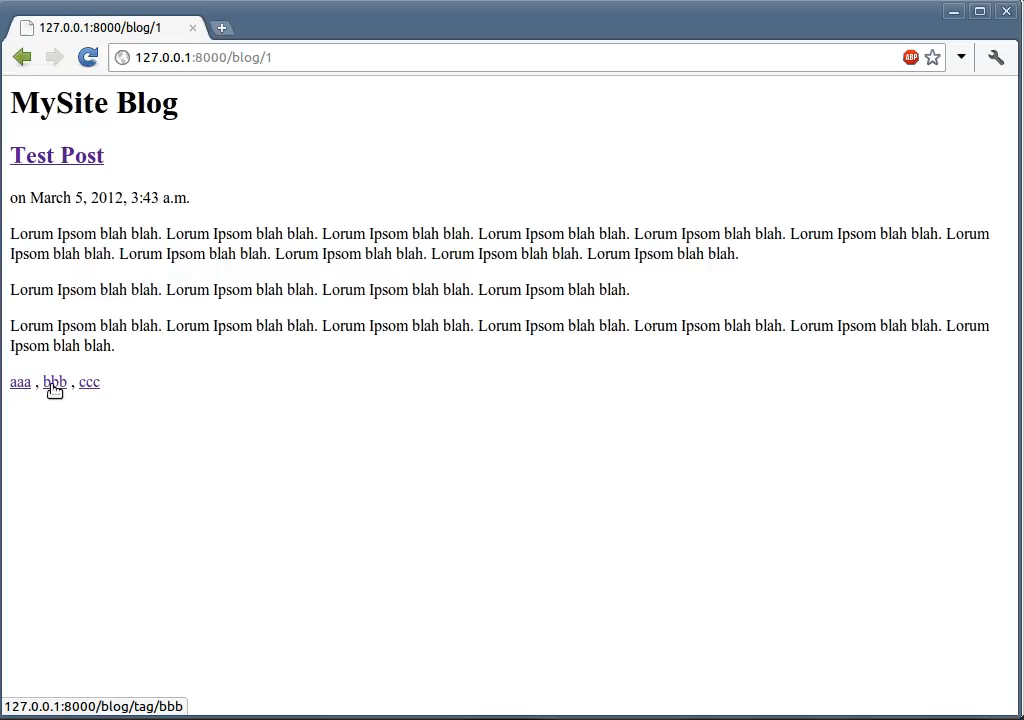 127.0.0.1:8000/blog/1
127.0.0.1:8000/blog/1
ABP
MySite Blog
Test Post
on March 5, 2012, 3:43 a.m.
Lorum Ipsom blah blah. Lorum Ipsom blah blah. Lorum Ipsom blah blah. Lorum Ipsom blah blah. Lorum Ipsom blah blah. Lorum Ipsom blah blah. Lorum
Ipsom blah blah. Lorum Ipsom blah blah. Lorum Ipsom blah blah. Lorum Ipsom blah blah. Lorum Ipsom blah blah.
Lorum Ipsom blah blah. Lorum Ipsom blah blah. Lorum Ipsom blah blah. Lorum Ipsom blah blah.
Lorum Ipsom blah blah. Lorum Ipsom blah blah. Lorum Ipsom blah blah. Lorum Ipsom blah blah. Lorum Ipsom blah blah. Lorum Ipsom blah blah. Lorum
Ipsom blah blah.
aaa , bbb , ccc
127.0.0.1:8000/blog/tag/bbb